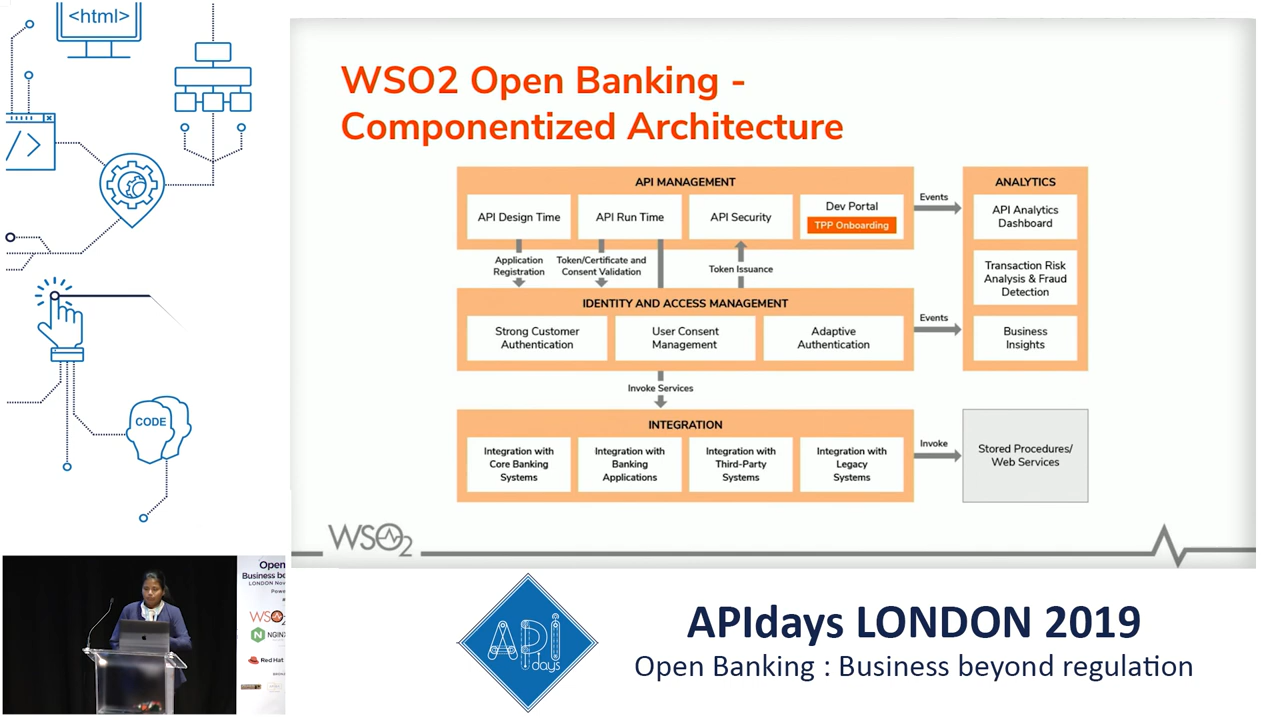 <html>
</>
CODE
WSO2 Open Banking -
Componentized Architecture
API MANAGEMENT
API Design Time
API Run Time
API Security
Dev Portal
TPP Onboarding
Events
ANALYTICS
API Analytics
Dashboard
Transaction Risk
Analysis & Fraud
Detection
Business
Insights
Application
Registration
Token/Certificate and
Consent Validation
Token Issuance
IDENTITY AND ACCESS MANAGEMENT
Strong Customer
Authentication
User Consent
Management
Adaptive
Authentication
Events
Invoke Services
INTEGRATION
Integration with
Core Banking
Systems
Integration with
Banking
Applications
Integration with
Third-Party
Systems
Integration with
Legacy
Systems
Invoke
Stored Procedures/
Web Services
WSO2
Open
Business
LONDON
WSO2
NGINX
Red Hat
API
days
APIdays LONDON 2019
Open Banking : Business beyond regulation